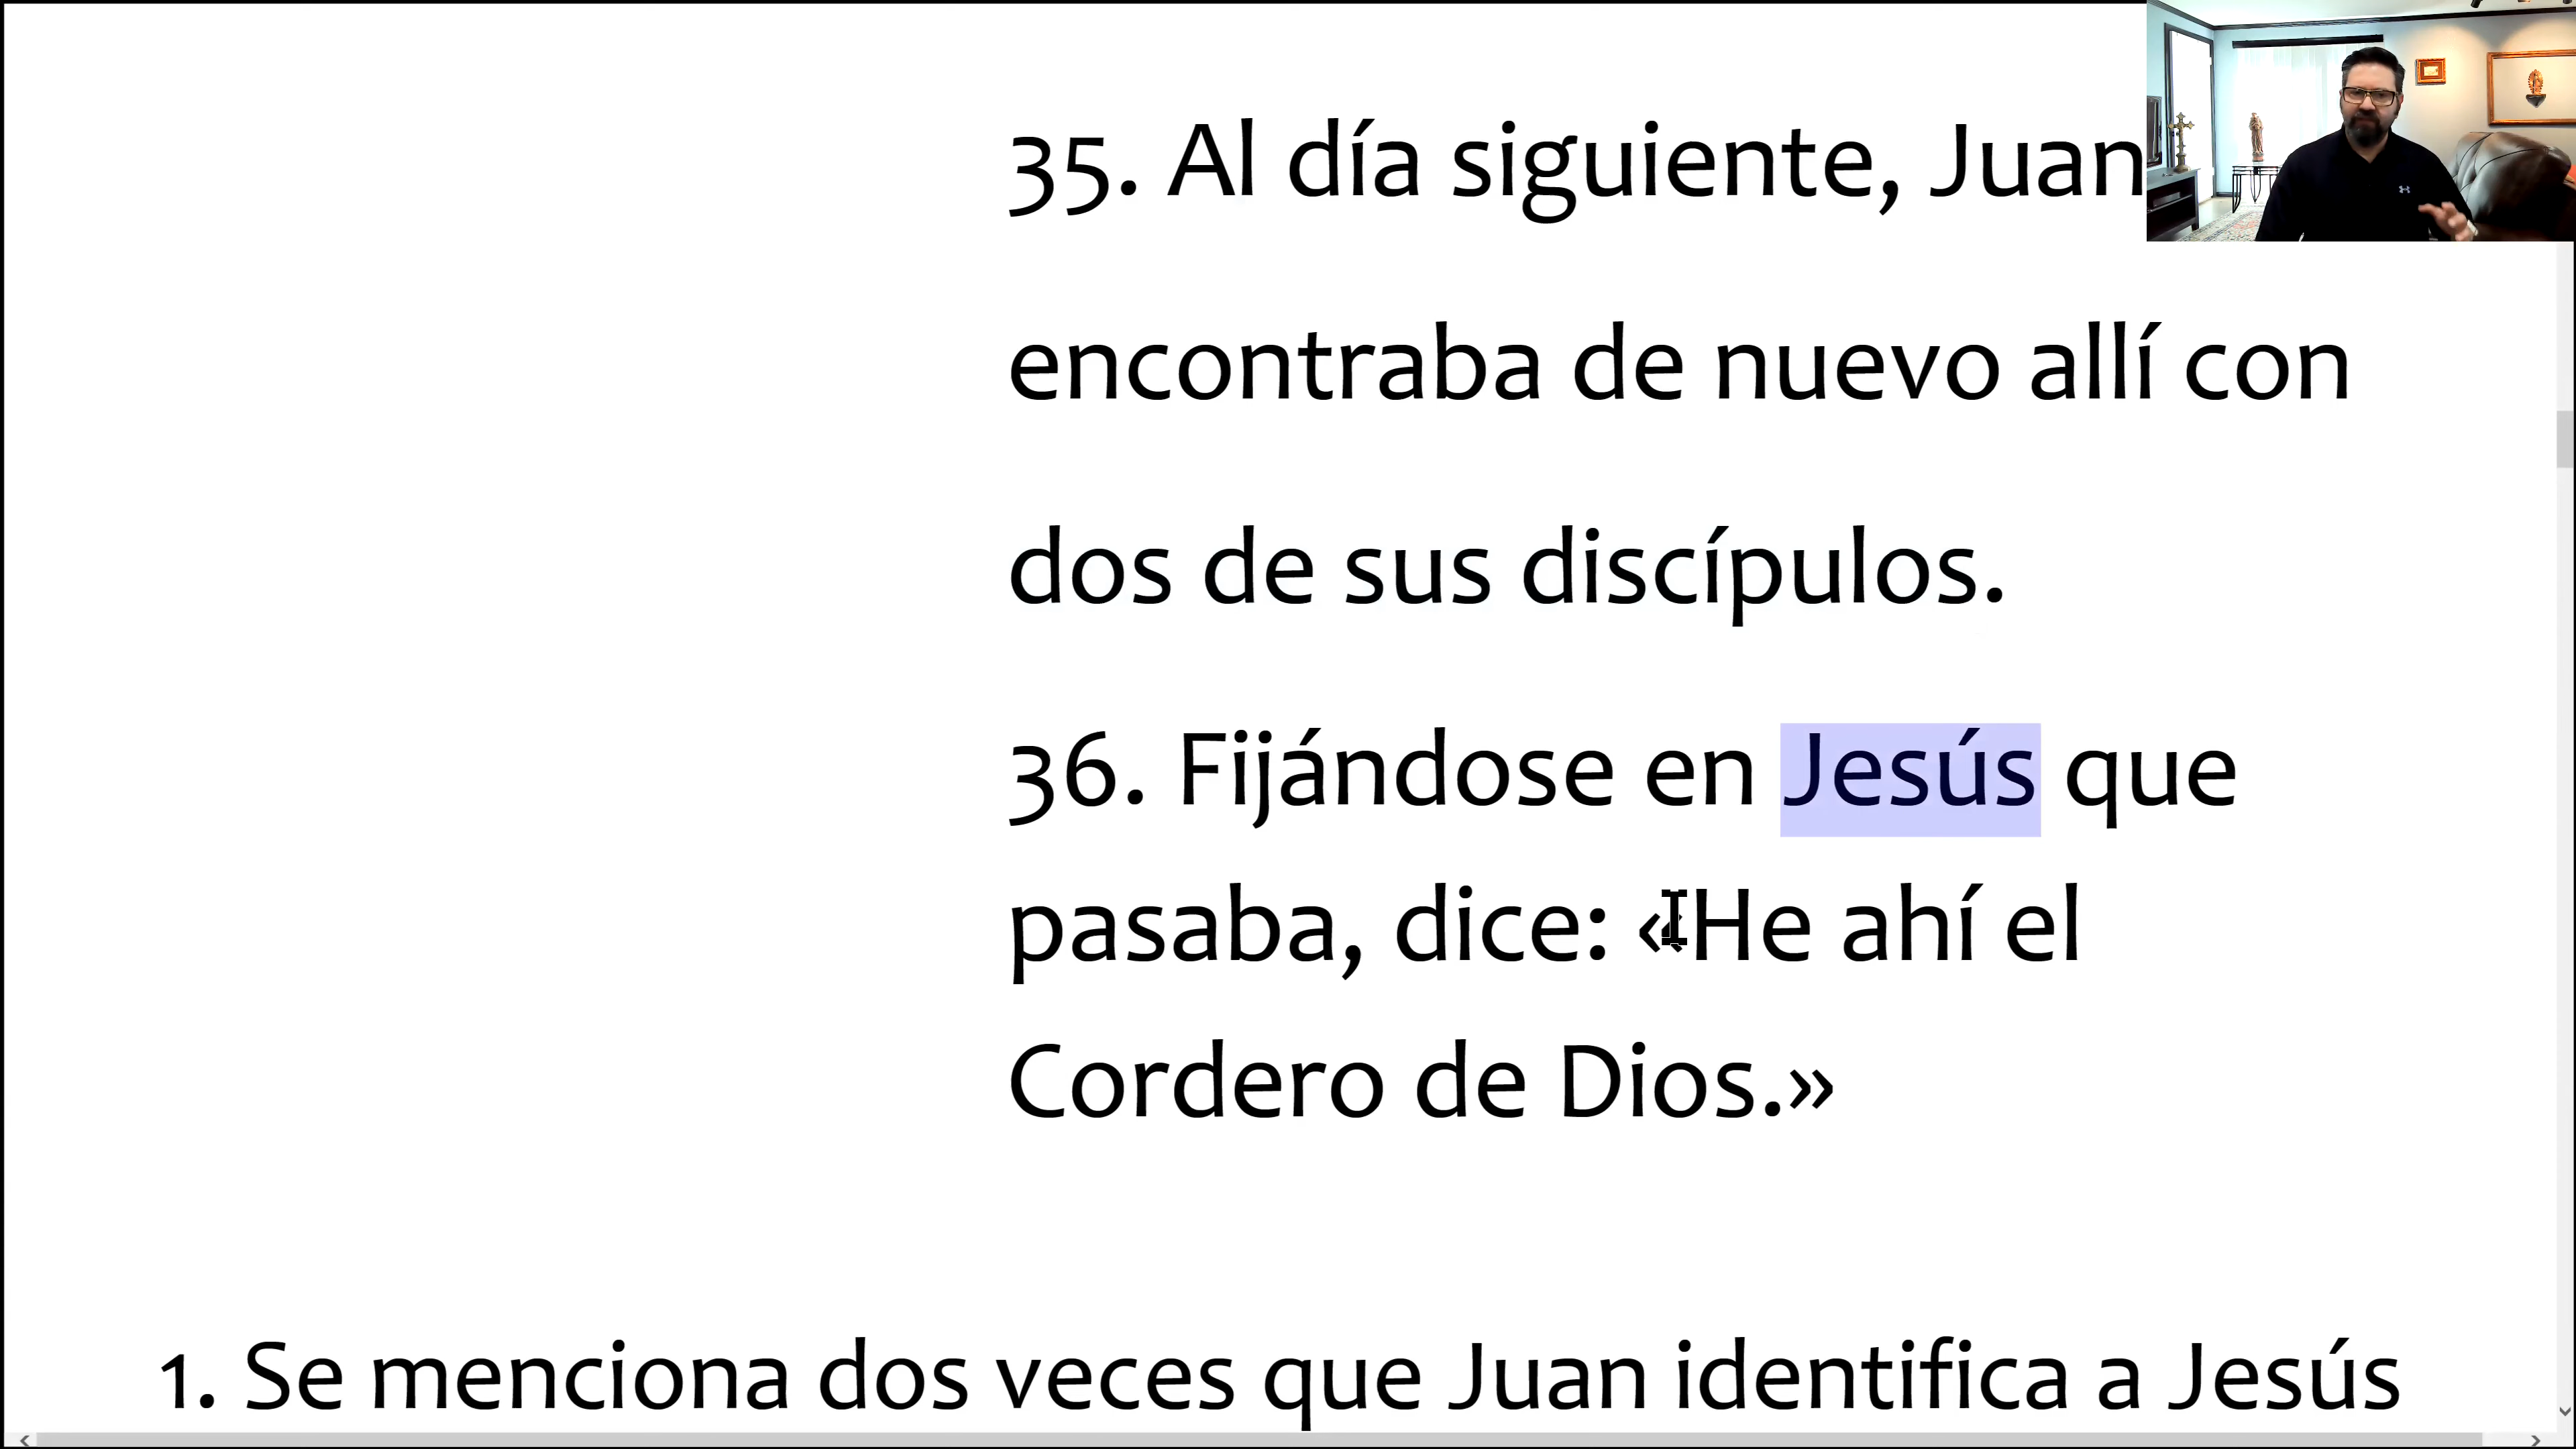 35. Al día siguiente, Juan
encontraba de nuevo allí con
dos de sus discípulos.
36. Fijándose en Jesús que
pasaba, dice: «He ahí el
Cordero de Dios.»
1. Se menciona dos veces que Juan identifica a Jesús